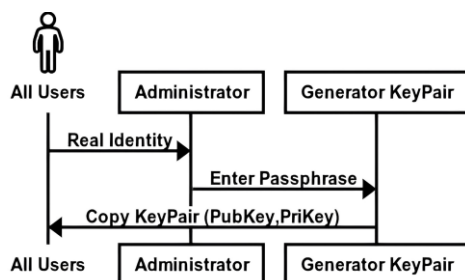 All Users Administrator Generator KeyPair
Real Identity
Enter Passphrase
Copy KeyPair (PubKey,PriKey)
All Users Administrator Generator KeyPair